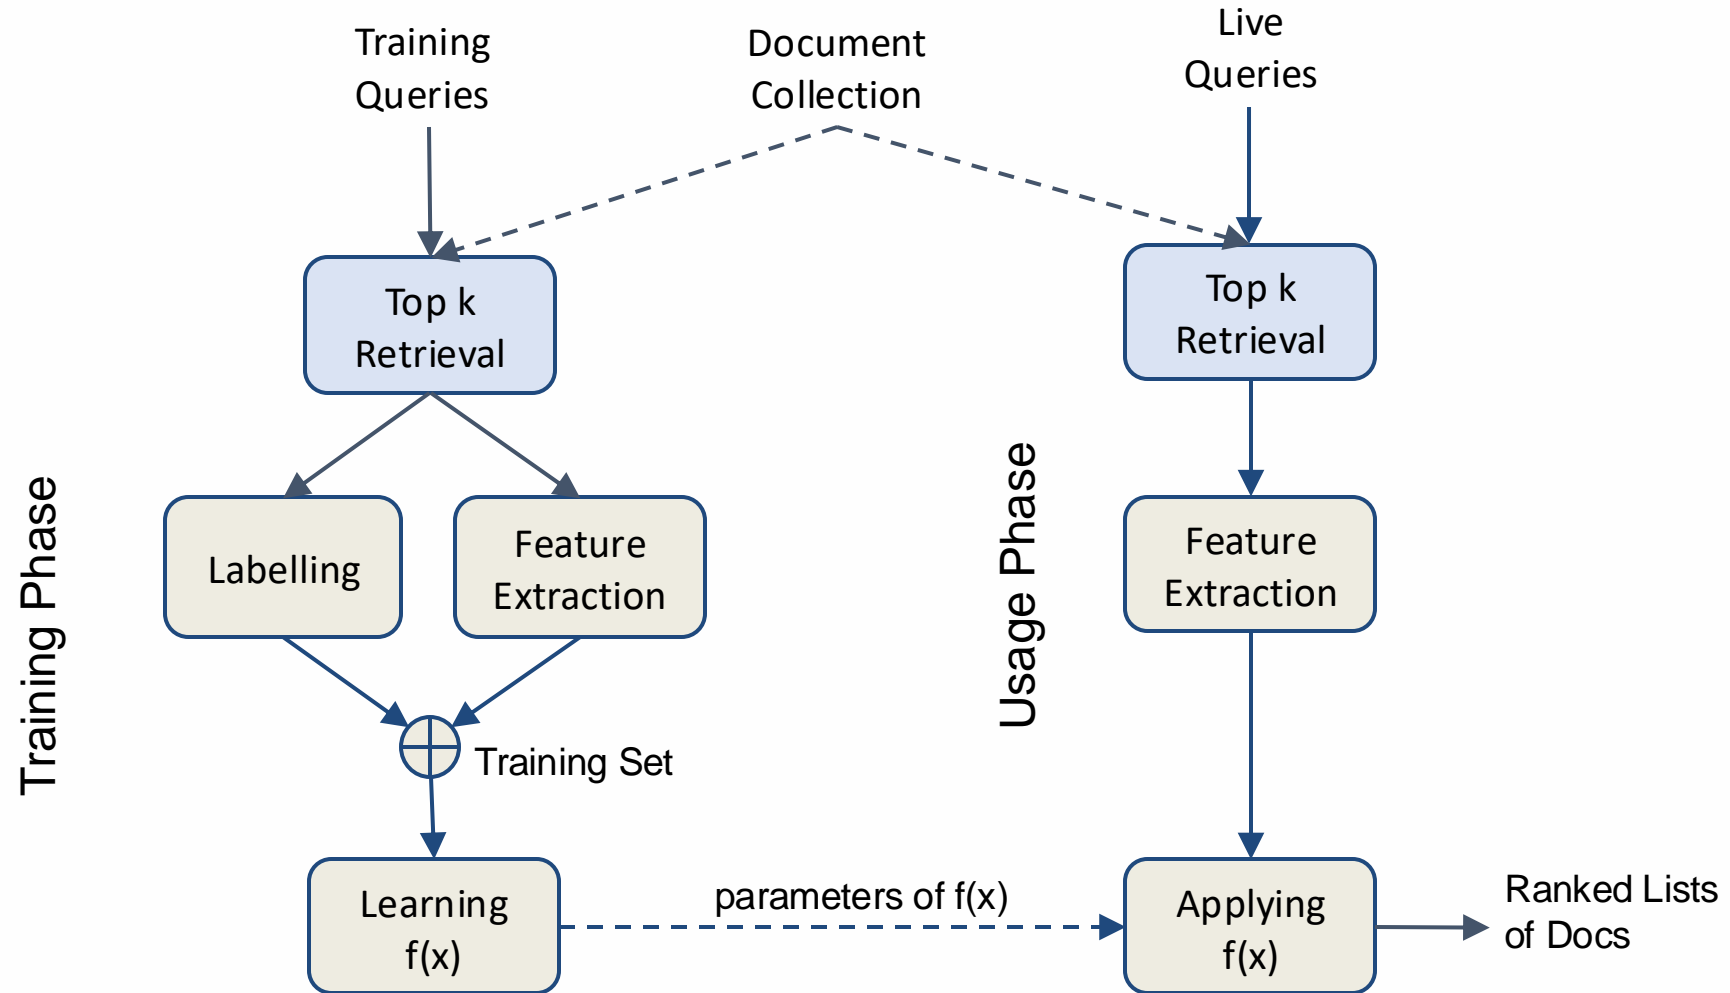 Training
Queries
Document
Collection
Live
Queries
Top k
Retrieval
Top k
Retrieval
Training Phase
Labelling
Feature
Extraction
Usage Phase
Feature
Extraction
Training Set
Learning
f(x)
parameters of f(x)
Applying
f(x)
Ranked Lists
of Docs